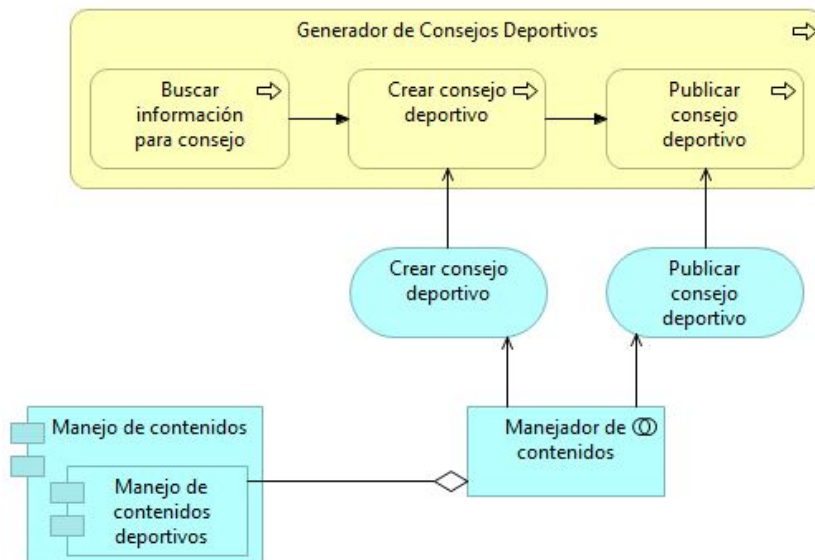 Generador de Consejos Deportivos
Buscar
información
para consejo
Crear consejo
deportivo
Publicar
consejo
deportivo
Crear consejo
deportivo
Publicar
consejo
deportivo
Manejo de contenidos
Manejo de
contenidos
deportivos
Manejador de
contenidos